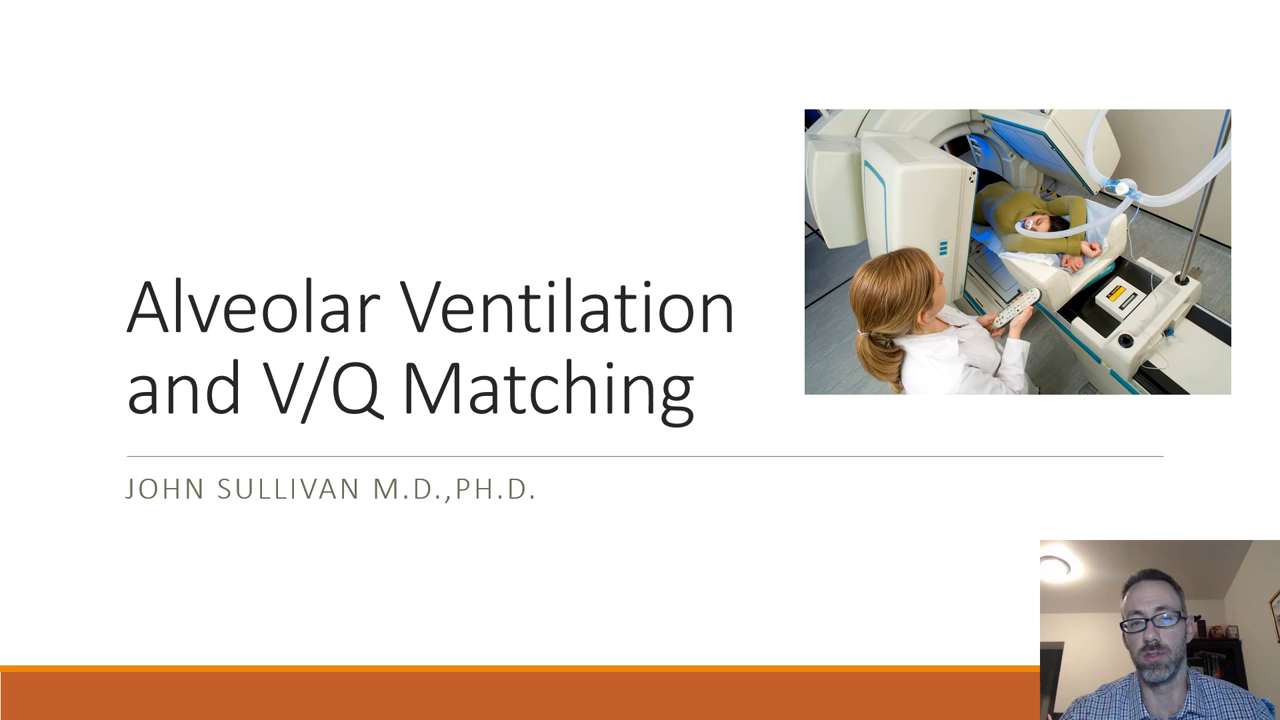 Alveolar Ventilation
and V/Q Matching
JOHN SULLIVAN M.D.,PH.D.